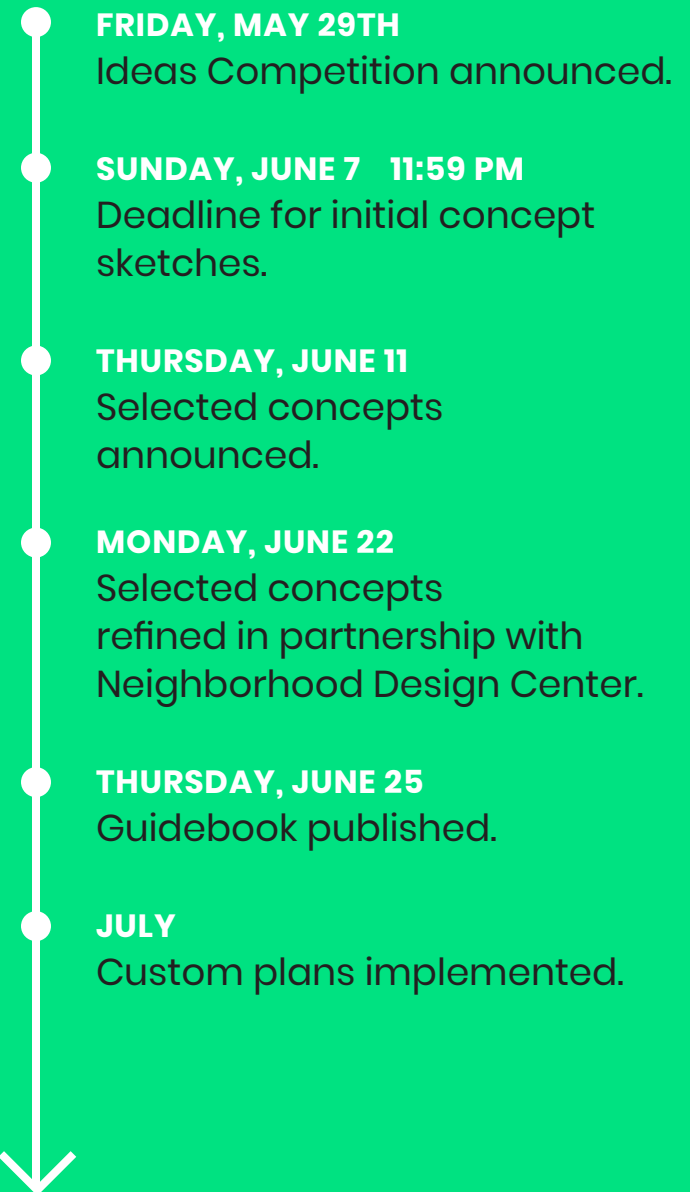 FRIDAY, MAY 29TH
Ideas Competition announced.
SUNDAY, JUNE 7 11:59 PM
Deadline for initial concept
sketches.
THURSDAY, JUNE 11
Selected concepts
announced.
MONDAY, JUNE 22
Selected concepts
refined in partnership with
Neighborhood Design Center.
THURSDAY, JUNE 25
Guidebook published.
JULY
Custom plans implemented.